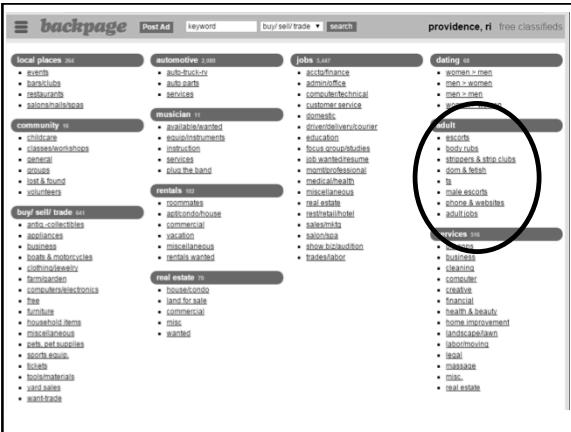 backpage Post Ad keyword buy/ sell/ trade search providence, ri free classifieds
local places 264
events
bars/clubs
restaurants
salons/nails/spas
community 16
childcare
classes/workshops
general
groups
lost & found
volunteers
buy/ sell/ trade 641
antiq.-collectibles
appliances
business
boats & motorcycles
clothing/jewelry
farm/garden
computers/electronics
free
furniture
household items
miscellaneous
pets, pet supplies
sports equip.
tickets
tools/materials
yard sales
want-trade
automotive 2,080
auto-truck-rv
auto parts
services
musician 11
available/wanted
equip/instruments
instruction
services
plug the band
rentals 102
roommates
apt/condo/house
commercial
vacation
miscellaneous
rentals wanted
real estate 75
house/condo
land for sale
commercial
misc
wanted
jobs 5,447
acctg/finance
admin/office
computer/technical
customer service
domestic
driver/delivery/courier
education
focus group/studies
job wanted/resume
mgmt/professional
medical/health
miscellaneous
real estate
rest/retail/hotel
sales/mktg
salon/spa
show biz/audition
trades/labor
dating 68
women > men
men > women
men > men
women > women
adult
escorts
body rubs
strippers & strip clubs
dom & fetish
ts
male escorts
phone & websites
adult jobs
services 316
business
cleaning
computer
creative
financial
health & beauty
home improvement
landscape/lawn
labor/moving
legal
massage
misc.
real estate